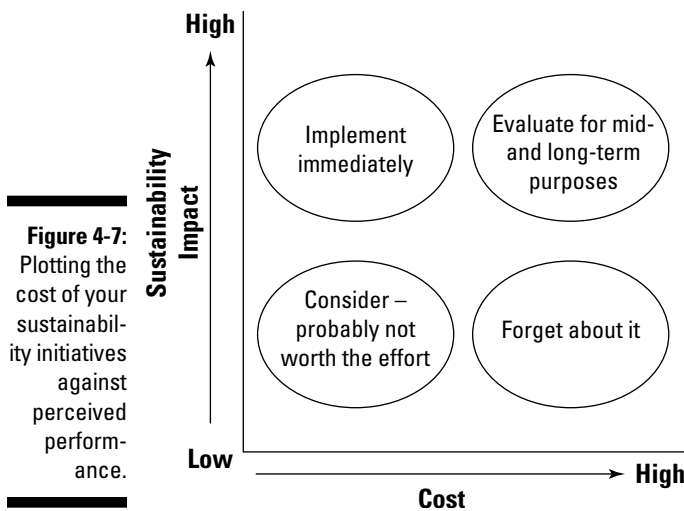 High
Sustainability
Impact
Implement
immediately
Evaluate for mid-
and long-term
purposes
Consider –
probably not
worth the effort
Forget about it
Low
High
Cost
Figure 4-7:
Plotting the
cost of your
sustainabil-
ity initiatives
against
perceived
perform-
ance.